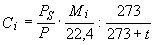 C_i = P_S/P · M_i/22,4 : 273/273 + t